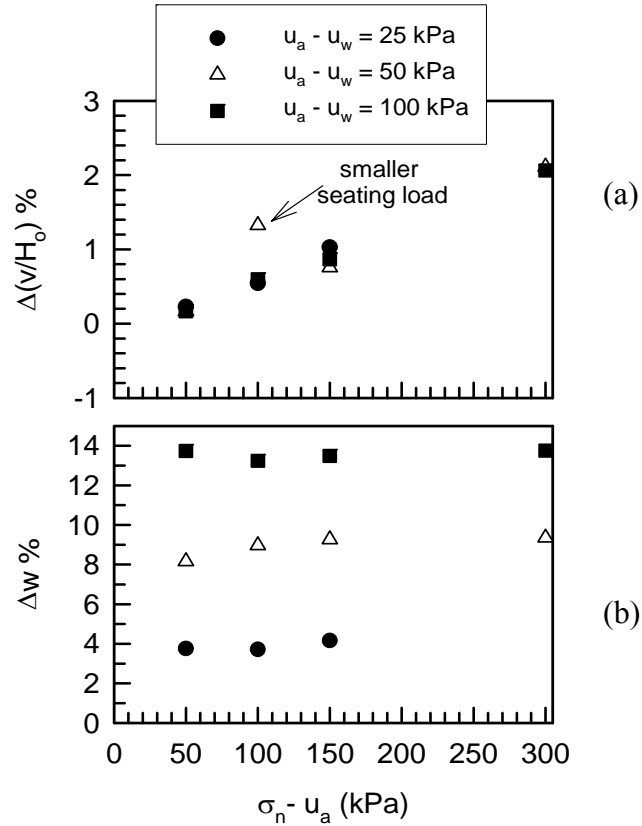 u_a - u_w = 25 kPa
u_a - u_w = 50 kPa
u_a - u_w = 100 kPa
3
2
1
0
-1
Δ(v/H_o) %
smaller
seating load
(a)
14
12
10
8
6
4
2
0
Δw %
(b)
0 50 100 150 200 250 300
σ_n- u_a (kPa)